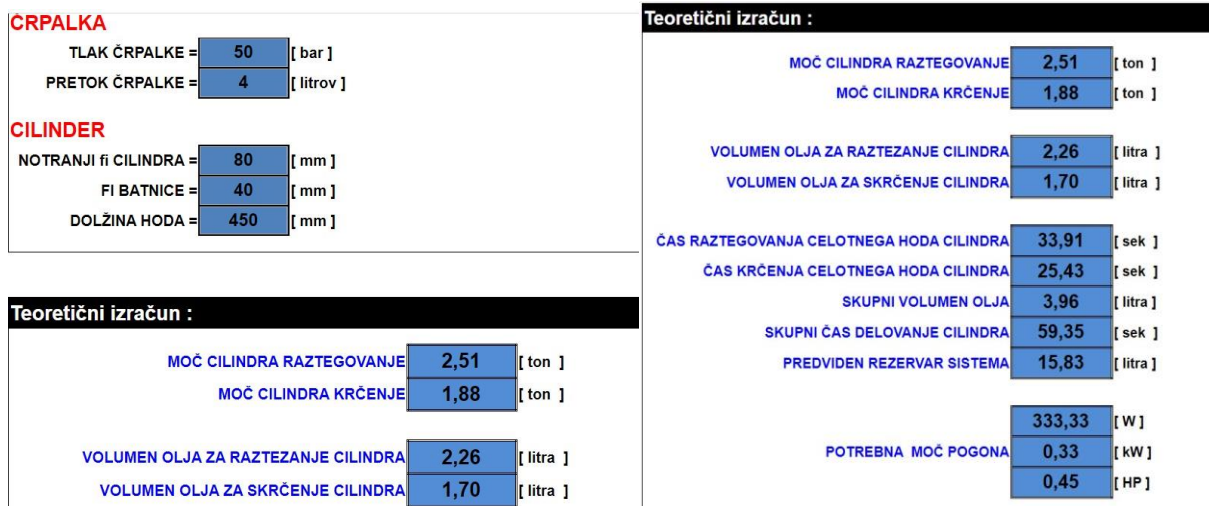 ČRPALKA
TLAK ČRPALKE = 50 [ bar ]
PRETOK ČRPALKE = 4 [ litrov ]
CILINDER
NOTRANJI fi CILINDRA = 80 [ mm ]
FI BATNICE = 40 [ mm ]
DOLŽINA HODA = 450 [ mm ]
Teoretični izračun :
MOČ CILINDRA RAZTEGOVANJE 2,51 [ ton ]
MOČ CILINDRA KRČENJE 1,88 [ ton ]
VOLUMEN OLJA ZA RAZTEZANJE CILINDRA 2,26 [ litra ]
VOLUMEN OLJA ZA SKRČENJE CILINDRA 1,70 [ litra ]
Teoretični izračun :
MOČ CILINDRA RAZTEGOVANJE 2,51 [ ton ]
MOČ CILINDRA KRČENJE 1,88 [ ton ]
VOLUMEN OLJA ZA RAZTEZANJE CILINDRA 2,26 [ litra ]
VOLUMEN OLJA ZA SKRČENJE CILINDRA 1,70 [ litra ]
ČAS RAZTEGOVANJA CELOTNEGA HODA CILINDRA 33,91 [ sek ]
ČAS KRČENJA CELOTNEGA HODA CILINDRA 25,43 [ sek ]
SKUPNI VOLUMEN OLJA 3,96 [ litra ]
SKUPNI ČAS DELOVANJE CILINDRA 59,35 [ sek ]
PREDVIDEN REZERVAR SISTEMA 15,83 [ litra ]
333,33 [ W ]
POTREBNA MOČ POGONA 0,33 [ kW ]
0,45 [ HP ]